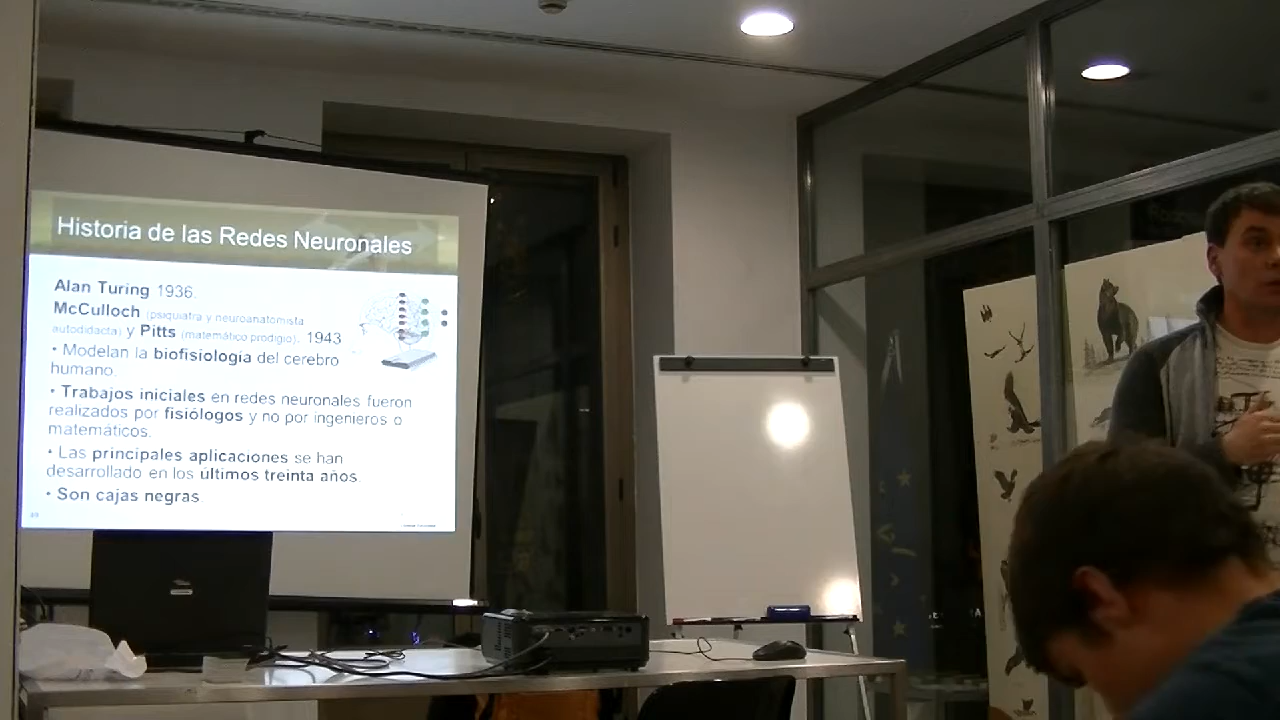 Historia de las Redes Neuronales
Alan Turing 1936.
McCulloch (psiquiatra y neuroanatomista
autodidacta) y Pitts (matemático prodigio). 1943
• Modelan la biofisiología del cerebro
humano.
• Trabajos iniciales en redes neuronales fueron
realizados por fisiólogos y no por ingenieros o
matemáticos.
• Las principales aplicaciones se han
desarrollado en los últimos treinta años.
• Son cajas negras.